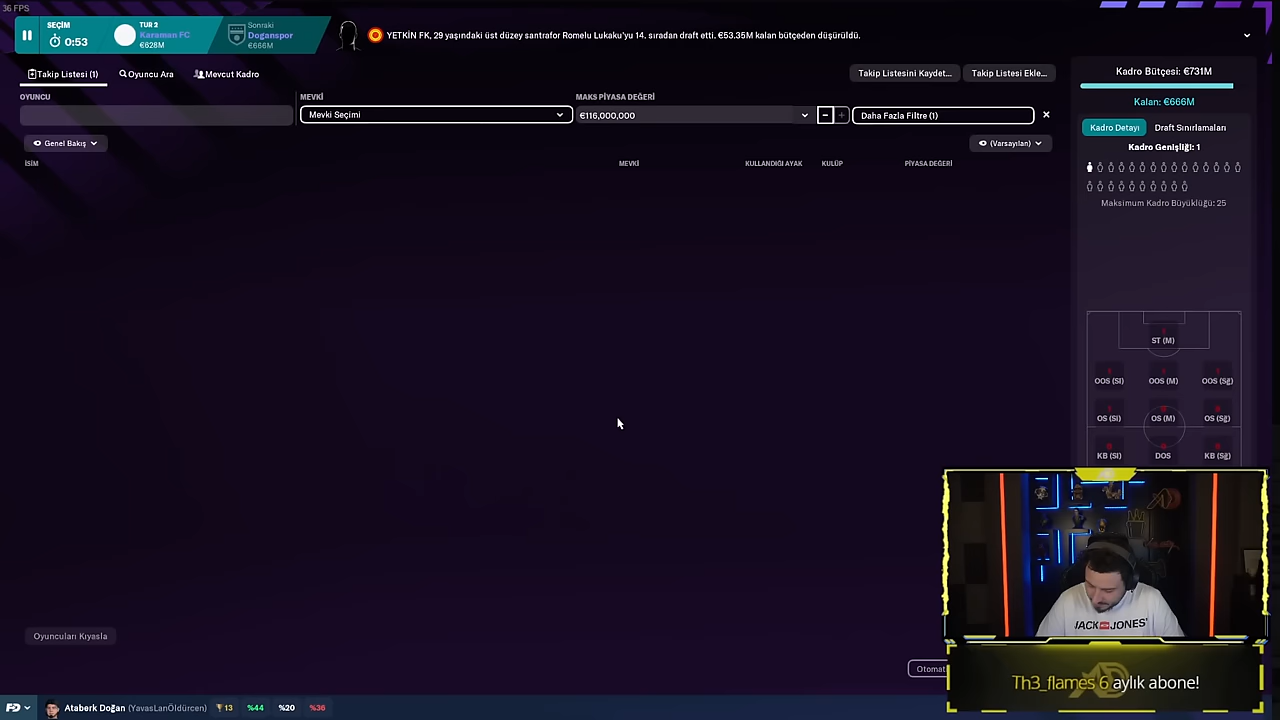 36 FPS
SEÇİM
0:53
TUR 2
Karaman FC
€628M
Sonraki
Doganspor
€666M
YETKİN FK, 29 yaşındaki üst düzey santrafor Romelu Lukaku'yu 14. sıradan draft etti. €53.35M kalan bütçeden düşürüldü.
Takip Listesi (1)
Oyuncu Ara
Mevcut Kadro
Takip Listesini Kaydet...
Takip Listesi Ekle...
OYUNCU
MEVKİ
MAKS PİYASA DEĞERİ
Mevki Seçimi
€116,000,000
Daha Fazla Filtre (1)
Genel Bakış
(Varsayılan)
İSİM
MEVKİ
KULLANDIĞI AYAK
KULÜP
PİYASA DEĞERİ
Kadro Bütçesi: €731M
Kalan: €666M
Kadro Detayı
Draft Sınırlamaları
Kadro Genişliği: 1
Maksimum Kadro Büyüklüğü: 25
ST (M)
OOS (Sl)
OOS (M)
OOS (Sğ)
OS (Sl)
OS (M)
OS (Sğ)
KB (Sl)
DOS
KB (Sğ)
JACK JONES
Oyuncuları Kıyasla
Otomat
Th3_flames 6 aylık abone!
Ataberk Doğan (YavasLanÖldürcen)
13
%44
%20
%36